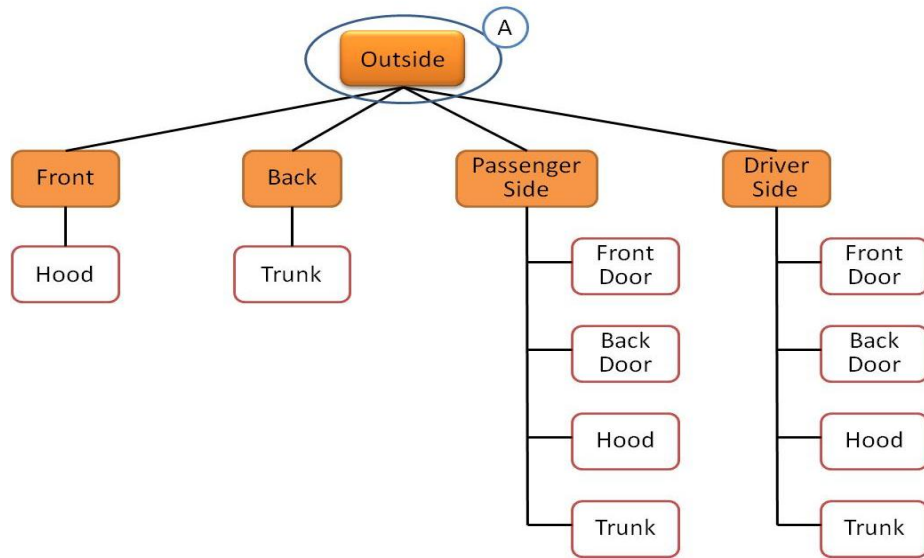 A
Outside
Front
Back
Passenger
Side
Driver
Side
Hood
Trunk
Front
Door
Back
Door
Hood
Trunk
Front
Door
Back
Door
Hood
Trunk